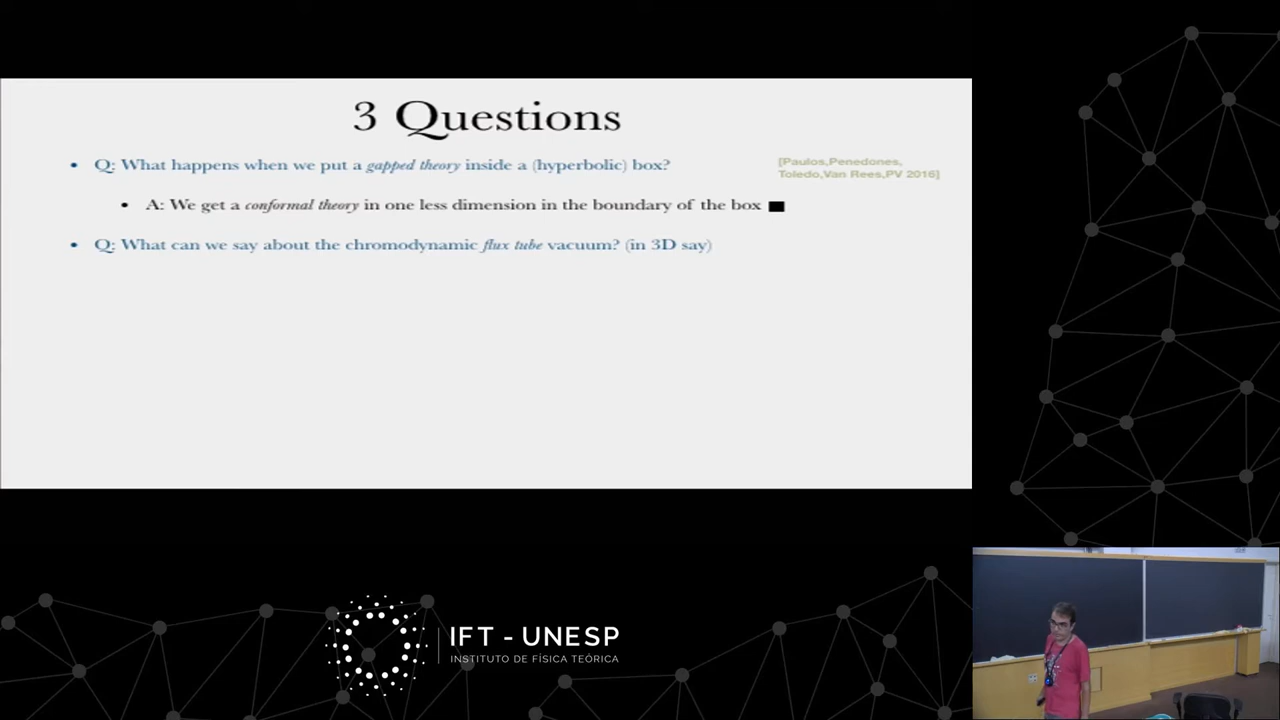 3 Questions
• Q: What happens when we put a gapped theory inside a (hyperbolic) box?
[Paulos,Penedones,
Toledo,Van Rees,PV 2016]
• A: We get a conformal theory in one less dimension in the boundary of the box ■
• Q: What can we say about the chromodynamic flux tube vacuum? (in 3D say)
IFT - UNESP
INSTITUTO DE FÍSICA TEÓRICA